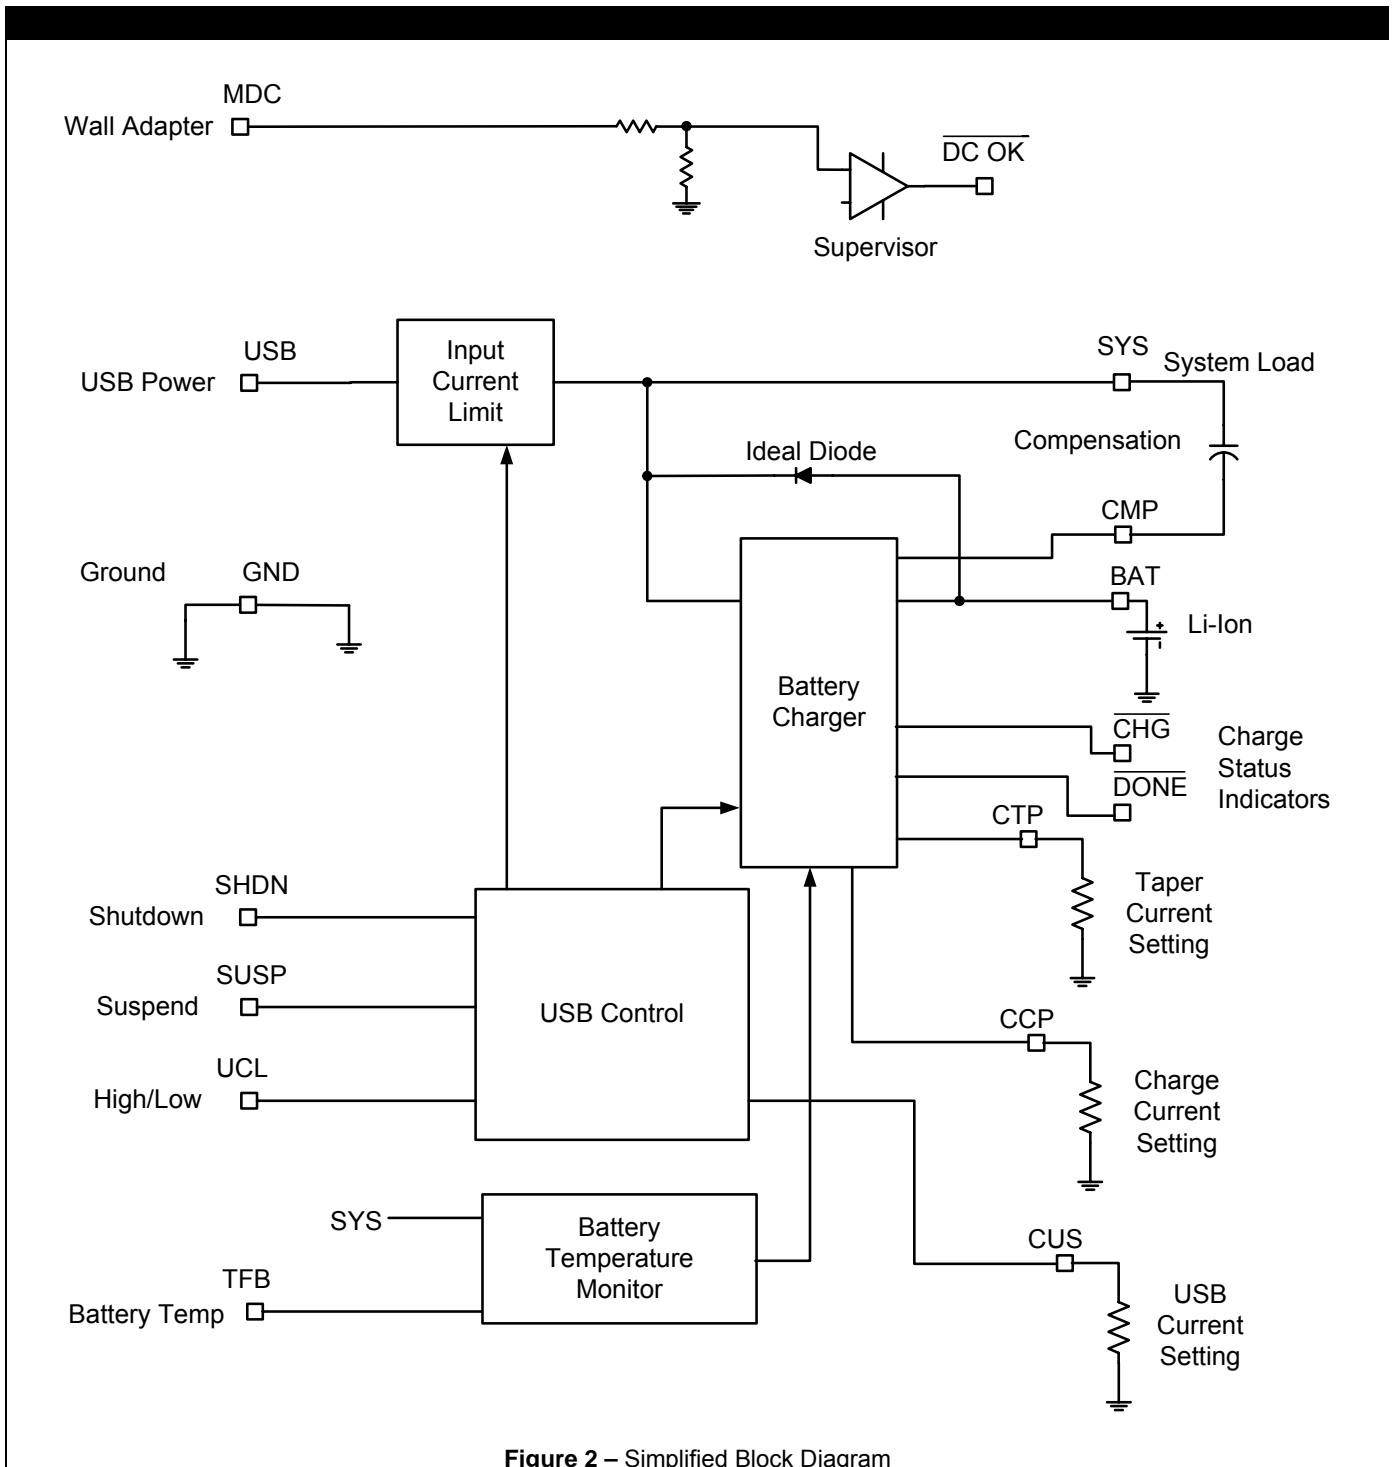 MDC
Wall Adapter
DC OK
Supervisor
USB
USB Power
Input
Current
Limit
SYS
System Load
Ideal Diode
Compensation
CMP
Ground
GND
BAT
Li-Ion
Battery
Charger
CHG
DONE
Charge
Status
Indicators
CTP
Taper
Current
Setting
SHDN
Shutdown
SUSP
Suspend
UCL
High/Low
USB Control
CCP
Charge
Current
Setting
SYS
TFB
Battery Temp
Battery
Temperature
Monitor
CUS
USB
Current
Setting
Figure 2 – Simplified Block Diagram